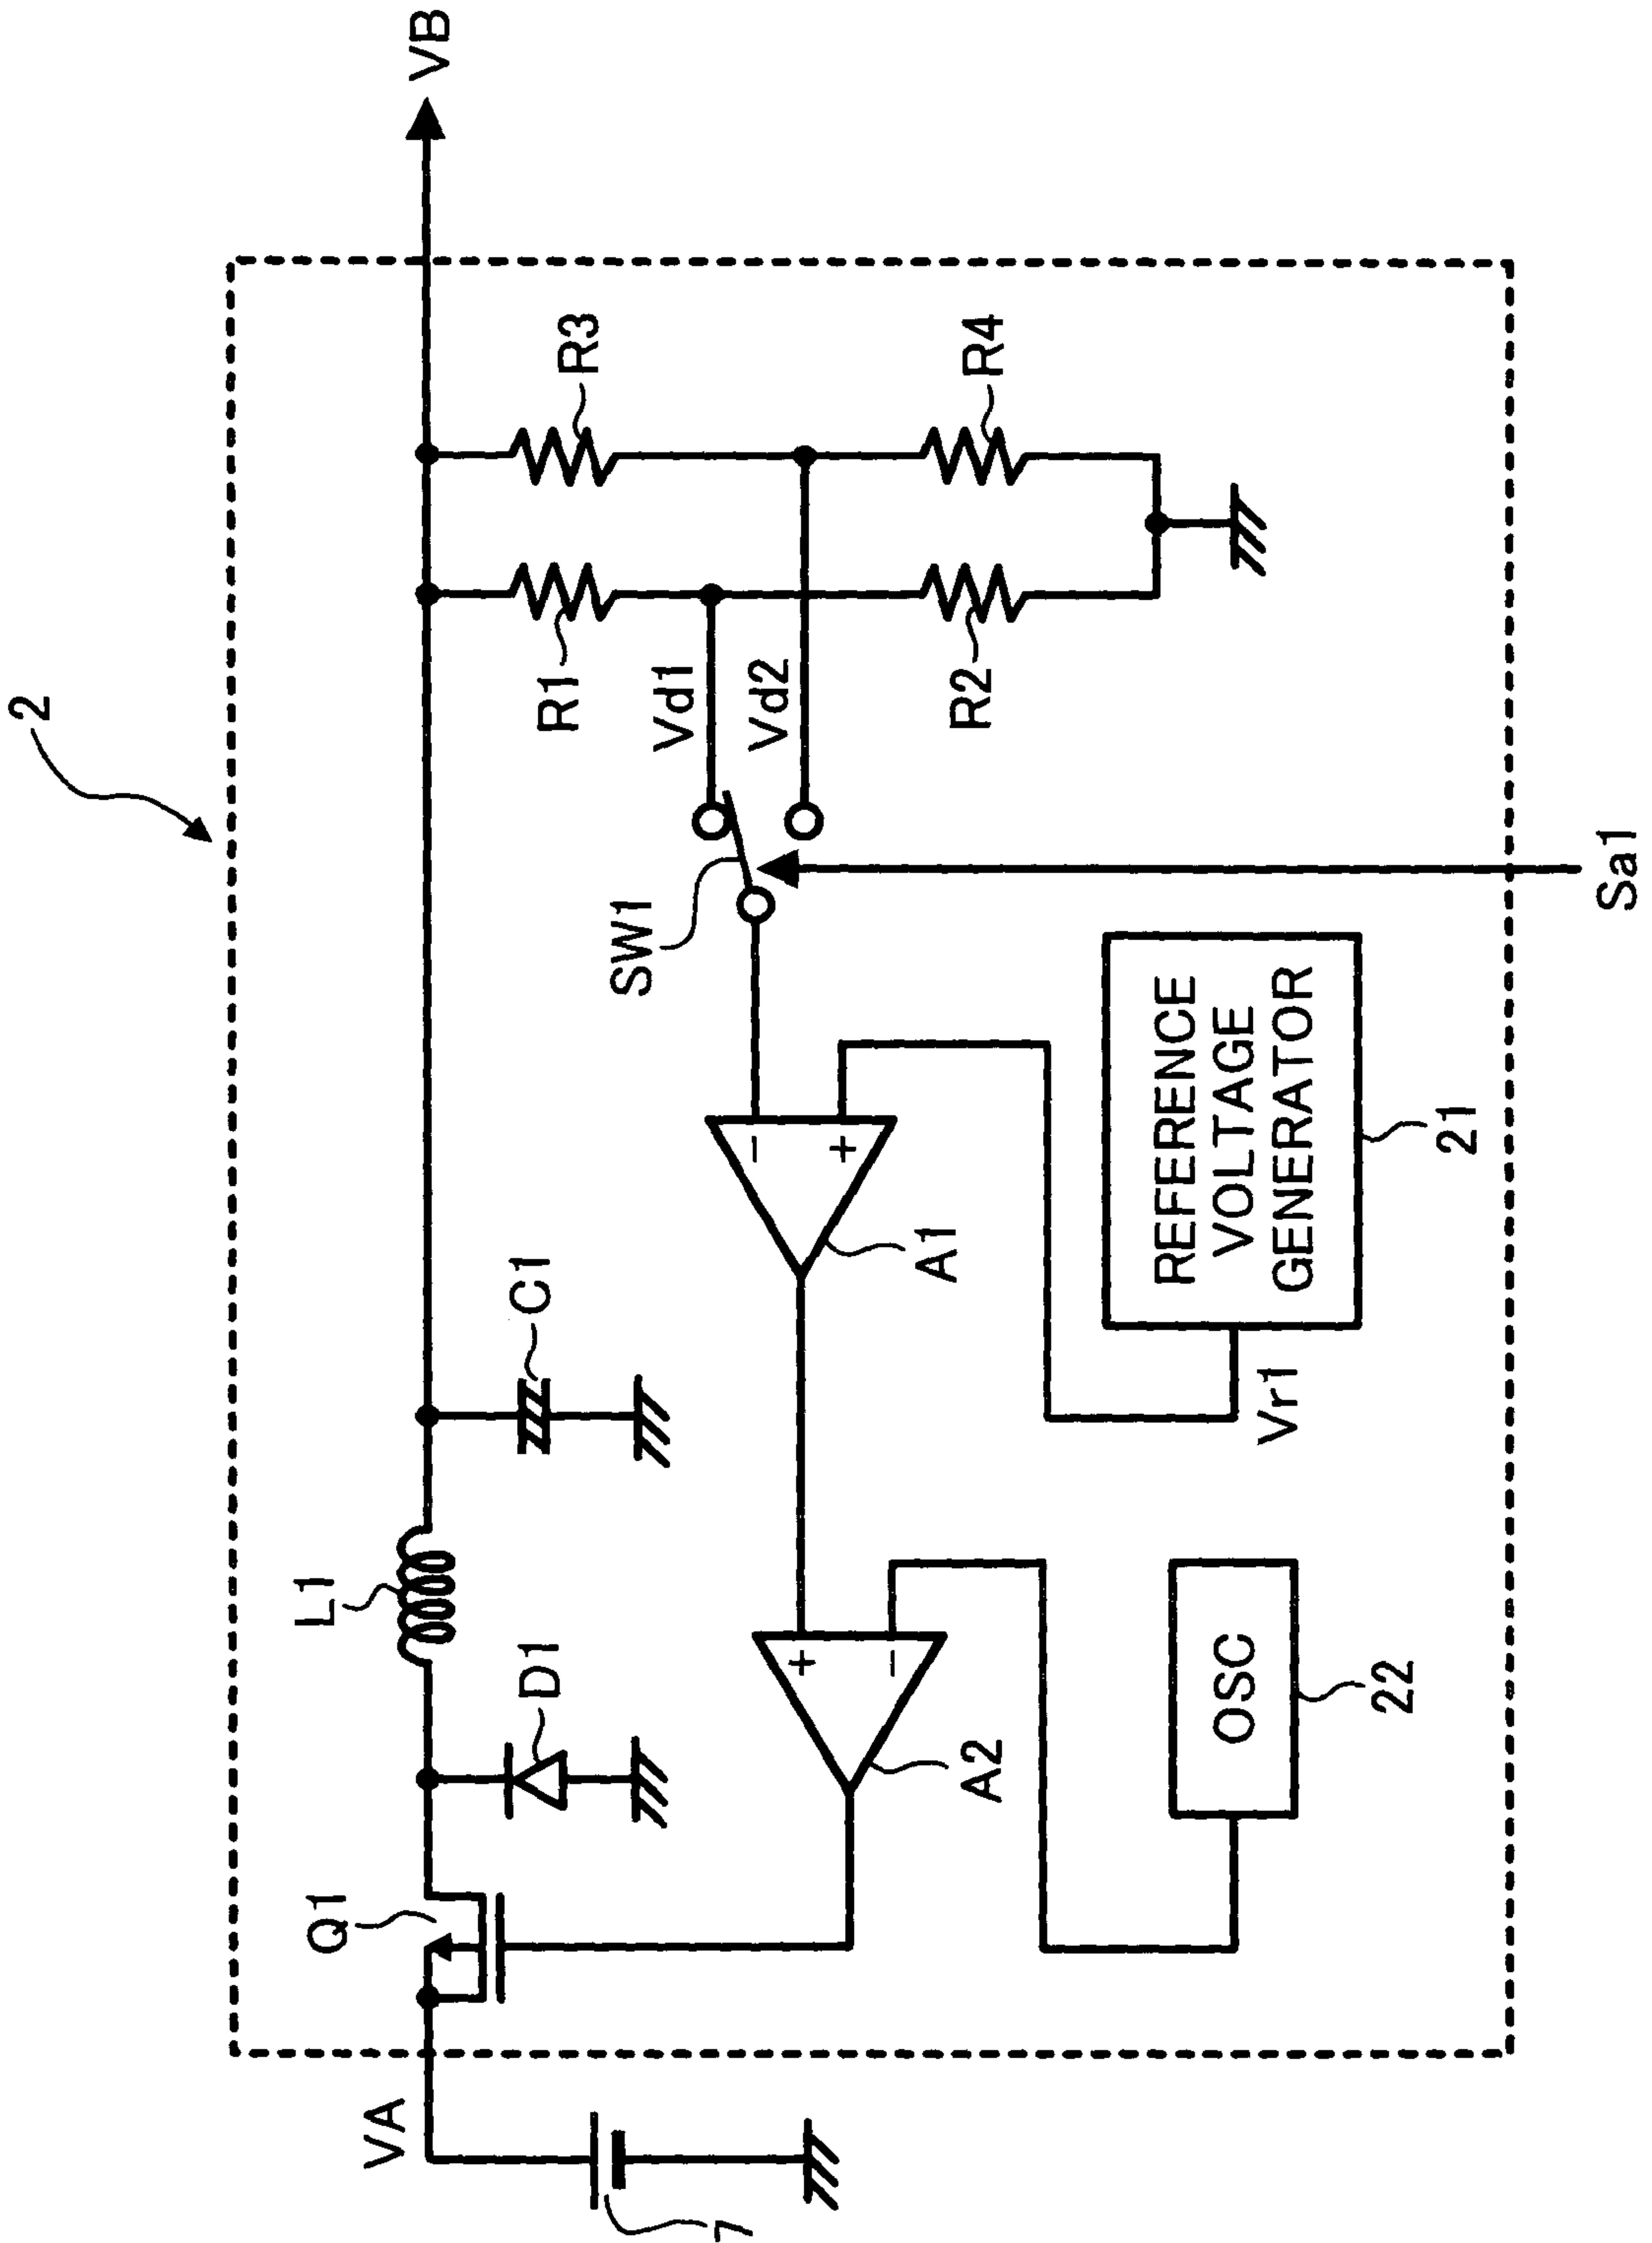 2
VA
Q1
L1
D1
C1
VB
R1
R3
Vd1
Vd2
SW1
R2
R4
A1
A2
7
OSC
22
Vr1
REFERENCE
VOLTAGE
GENERATOR
21
Sa1
+
−
−
+